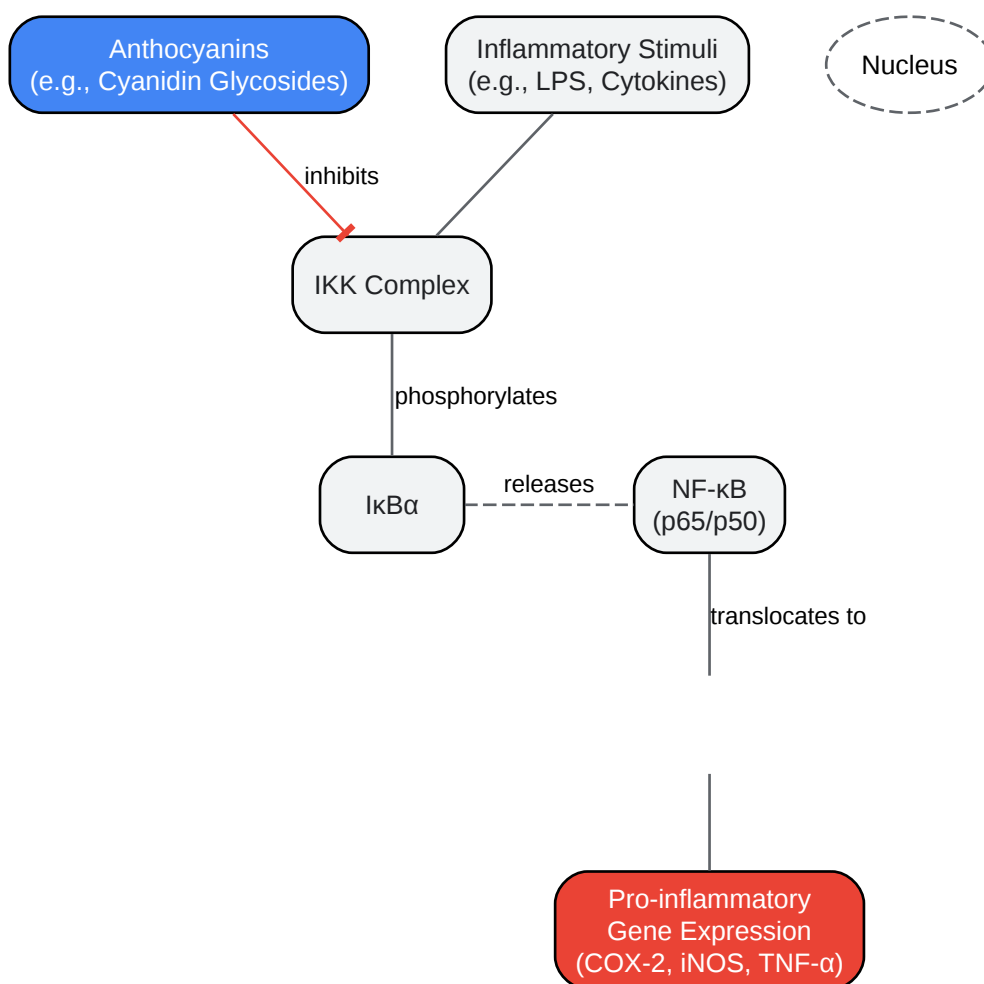 Anthocyanins
(e.g., Cyanidin Glycosides)
Inflammatory Stimuli
(e.g., LPS, Cytokines)
Nucleus
inhibits
IKK Complex
phosphorylates
IκBα
releases
NF-κB
(p65/p50)
translocates to
Pro-inflammatory
Gene Expression
(COX-2, iNOS, TNF-α)